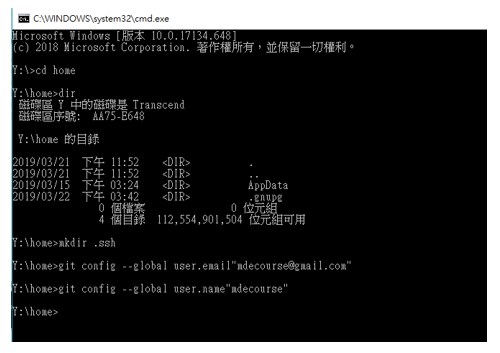 C:\WINDOWS\system32\cmd.exe
Microsoft Windows [版本 10.0.17134.648]
(c) 2018 Microsoft Corporation. 著作權所有，並保留一切權利。
Y:\>cd home
Y:\home>dir
磁碟區 Y 中的磁碟是 Transcend
磁碟區序號: AA75-E648
Y:\home 的目錄
2019/03/21 下午 11:52 <DIR> .
2019/03/21 下午 11:52 <DIR> ..
2019/03/15 下午 03:24 <DIR> AppData
2019/03/22 下午 03:42 <DIR> .gnupg
0 個檔案 0 位元組
4 個目錄 112,554,901,504 位元組可用
Y:\home>mkdir .ssh
Y:\home>git config --global user.email"mdecourse@gmail.com"
Y:\home>git config --global user.name"mdecourse"
Y:\home>